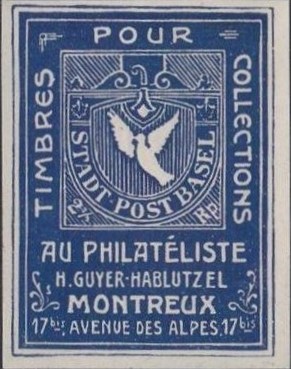 POUR
TIMBRES
COLLECTIONS
STADT·POST BASEL
2½ Rp.
AU PHILATÉLISTE
H. GUYER-HABLUTZEL
MONTREUX
17bis, AVENUE DES ALPES, 17bis